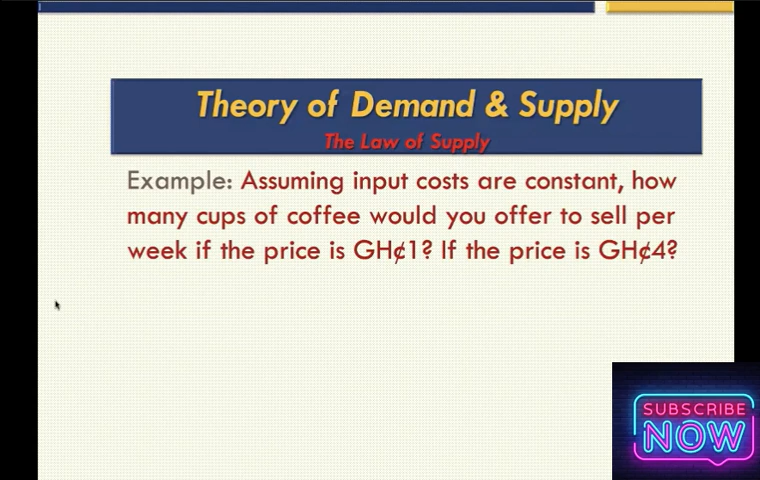 Theory of Demand & Supply
The Law of Supply
Example: Assuming input costs are constant, how
many cups of coffee would you offer to sell per
week if the price is GH¢1? If the price is GH¢4?
SUBSCRIBE
NOW